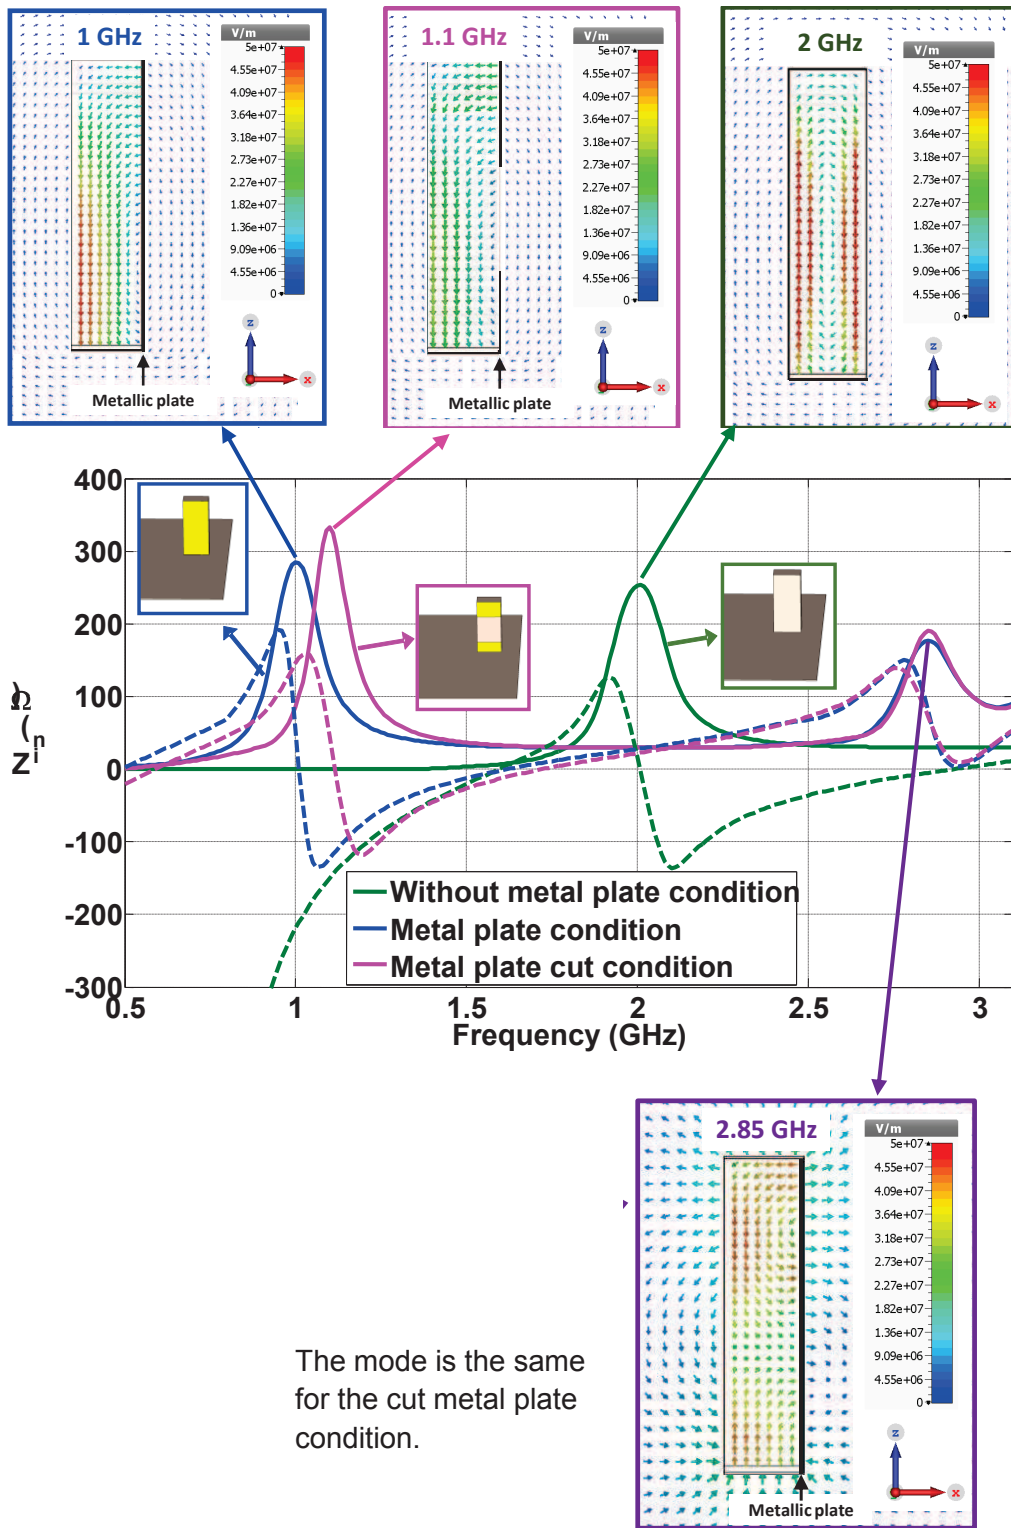 1 GHz
V/m
5e+07
4.55e+07
4.09e+07
3.64e+07
3.18e+07
2.73e+07
2.27e+07
1.82e+07
1.36e+07
9.09e+06
4.55e+06
0
z
x
Metallic plate
1.1 GHz
V/m
5e+07
4.55e+07
4.09e+07
3.64e+07
3.18e+07
2.73e+07
2.27e+07
1.82e+07
1.36e+07
9.09e+06
4.55e+06
0
z
x
Metallic plate
2 GHz
V/m
5e+07
4.55e+07
4.09e+07
3.64e+07
3.18e+07
2.73e+07
2.27e+07
1.82e+07
1.36e+07
9.09e+06
4.55e+06
0
z
x
400
300
200
100
0
-100
-200
-300
Zin (Ω)
0.5
1
1.5
2
2.5
3
Frequency (GHz)
Without metal plate condition
Metal plate condition
Metal plate cut condition
2.85 GHz
V/m
5e+07
4.55e+07
4.09e+07
3.64e+07
3.18e+07
2.73e+07
2.27e+07
1.82e+07
1.36e+07
9.09e+06
4.55e+06
0
z
x
Metallic plate
The mode is the same
for the cut metal plate
condition.